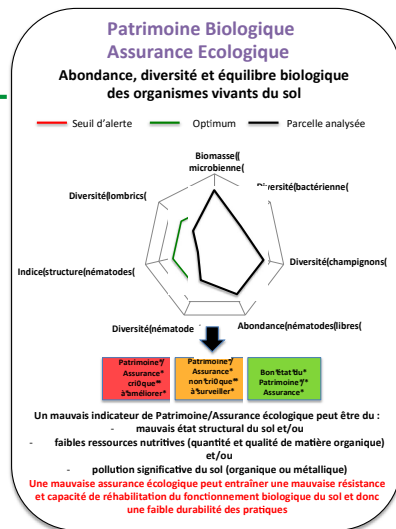 Patrimoine Biologique
Assurance Ecologique
Abondance, diversité et équilibre biologique
des organismes vivants du sol
Seuil d'alerte Optimum Parcelle analysée
Biomasse((
microbienne(
Diversité(lombrics(
Diversité(bactérienne(
Indice(structure(nématodes(
Diversité(champignons(
Diversité(nématode
Abondance(nématodes(libres(
Patrimoine*/
Assurance*
cri0que**
à*améliorer*
Patrimoine*/
Assurance*
non*cri0que**
à*surveiller*
Bon*état*du*
Patrimoine*/*
Assurance*
Un mauvais indicateur de Patrimoine/Assurance écologique peut être du :
- mauvais état structural du sol et/ou
- faibles ressources nutritives (quantité et qualité de matière organique)
et/ou
- pollution significative du sol (organique ou métallique)
Une mauvaise assurance écologique peut entraîner une mauvaise résistance
et capacité de réhabilitation du fonctionnement biologique du sol et donc
une faible durabilité des pratiques